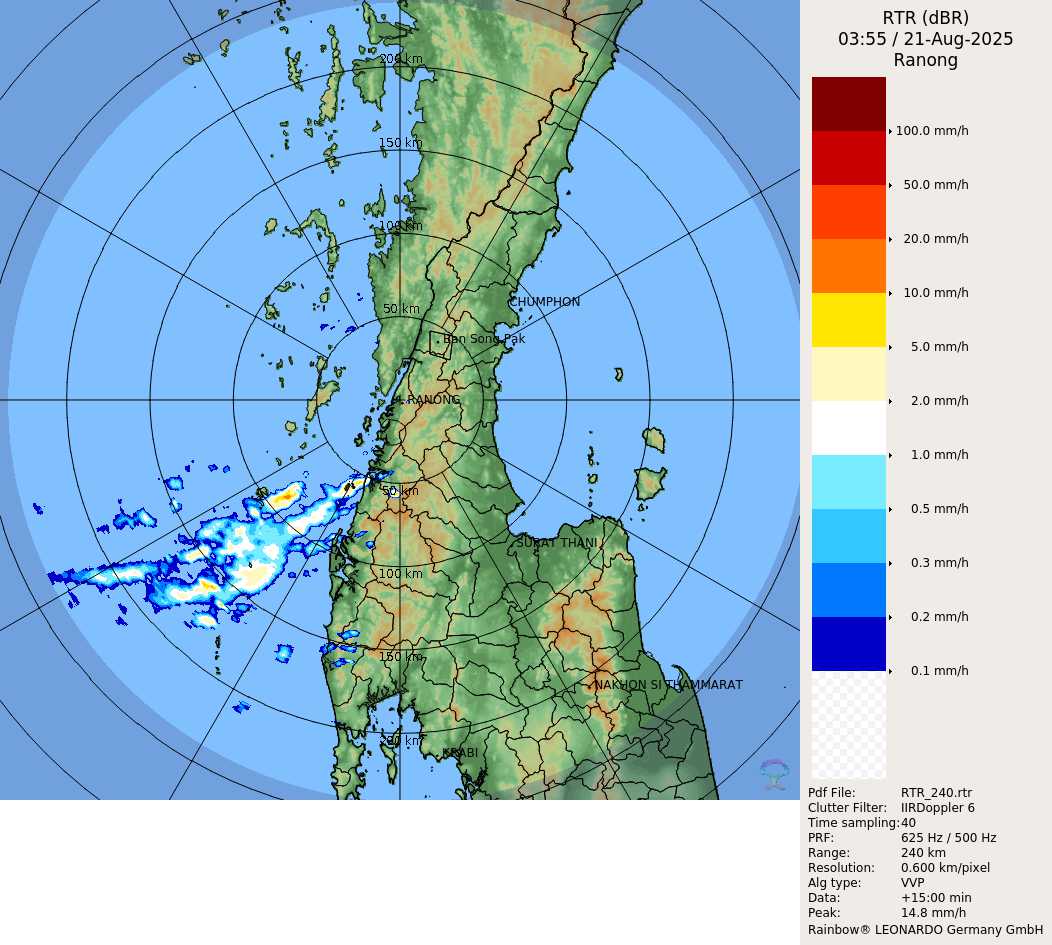 RTR (dBR)
03:55 / 21-Aug-2025
Ranong
200 km
150 km
100 km
50 km
CHUMPHON
Ban Song Pak
RANONG
50 km
SURAT THANI
100 km
150 km
NAKHON SI THAMMARAT
200 km
KRABI
100.0 mm/h
50.0 mm/h
20.0 mm/h
10.0 mm/h
5.0 mm/h
2.0 mm/h
1.0 mm/h
0.5 mm/h
0.3 mm/h
0.2 mm/h
0.1 mm/h
Pdf File: RTR_240.rtr
Clutter Filter: IIRDoppler 6
Time sampling:40
PRF: 625 Hz / 500 Hz
Range: 240 km
Resolution: 0.600 km/pixel
Alg type: VVP
Data: +15:00 min
Peak: 14.8 mm/h
Rainbow® LEONARDO Germany GmbH